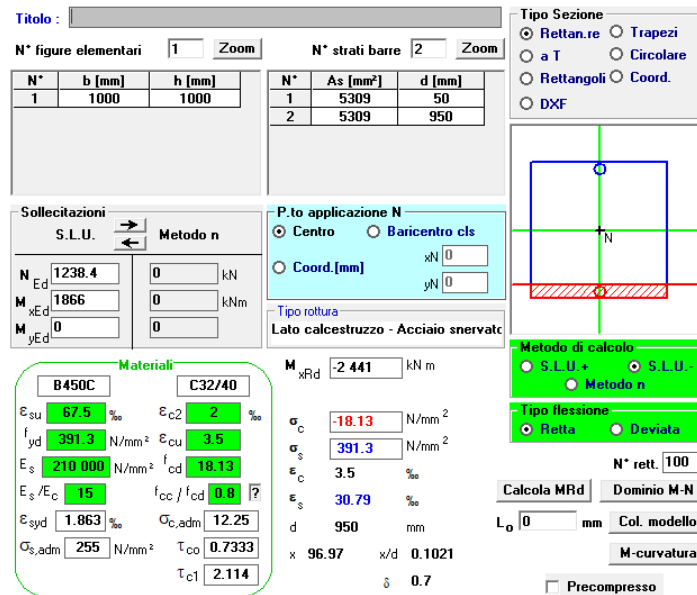 Titolo :
N° figure elementari 1 Zoom N° strati barre 2 Zoom
N° b [mm] h [mm]
1 1000 1000
N° As [mm²] d [mm]
1 5309 50
2 5309 950
Tipo Sezione
Rettan.re Trapezi
a T Circolare
Rettangoli Coord.
DXF
N
Sollecitazioni
S.L.U. Metodo n
N Ed 1238.4 0 kN
M xEd 1866 0 kNm
M yEd 0 0
P.to applicazione N
Centro Baricentro cls
Coord.[mm] xN 0
yN 0
Tipo rottura
Lato calcestruzzo - Acciaio snervato
Metodo di calcolo
S.L.U.+ S.L.U.-
Metodo n
Tipo flessione
Retta Deviata
Materiali
B450C C32/40
εsu 67.5 ‰ εc2 2 ‰
fyd 391.3 N/mm² εcu 3.5
Es 210 000 N/mm² fcd 18.13
Es /Ec 15 fcc / fcd 0.8 ?
εsyd 1.863 ‰ σc,adm 12.25
σs,adm 255 N/mm² τco 0.7333
τc1 2.114
M xRd -2 441 kN m
σc -18.13 N/mm²
σs 391.3 N/mm²
εc 3.5 ‰
εs 30.79 ‰
d 950 mm
x 96.97 x/d 0.1021
δ 0.7
N° rett. 100
Calcola MRd Dominio M-N
Lo 0 mm Col. modello
M-curvatura
Precompresso